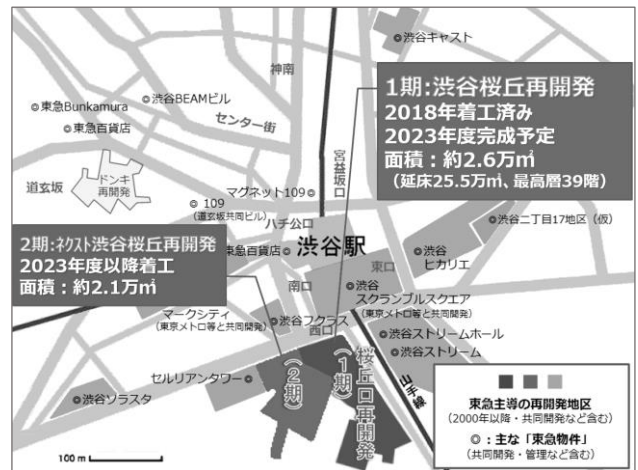 渋谷キャスト
神南
1期:渋谷桜丘再開発
2018年着工済み
2023年度完成予定
面積：約2.6万㎡
（延床25.5万㎡、最高層39階）
東急Bunkamura
渋谷BEAMビル
東急百貨店
センター街
宮益坂口
道玄坂
ドンキ
再開発
マグネット109
109
（道玄坂共同ビル）
ハチ公口
渋谷二丁目17地区（仮）
2期:ネクスト渋谷桜丘再開発
2023年度以降着工
面積：約2.1万㎡
東急百貨店
渋谷駅
東口
渋谷
ヒカリエ
南口
渋谷
スクランブルスクエア
（東京メトロ等と共同開発）
マークシティ
（東京メトロ等と共同開発）
渋谷フクラス
西口
渋谷ストリームホール
渋谷ストリーム
山手線
桜丘口再開発
（1期）
（2期）
セルリアンタワー
渋谷ソラスタ
東急主導の再開発地区
（2000年以降・共同開発など含む）
◎：主な「東急物件」
（共同開発・管理など含む）
100 m